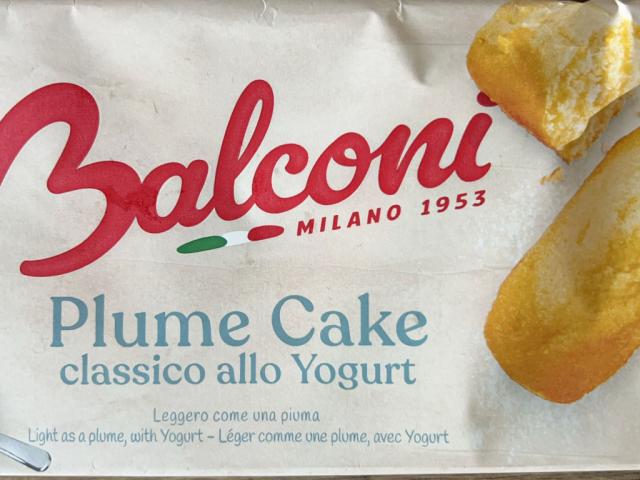 Balconi
MILANO 1953
Plume Cake
classico allo Yogurt
Leggero come una piuma
Light as a plume, with Yogurt - Léger comme une plume, avec Yogurt